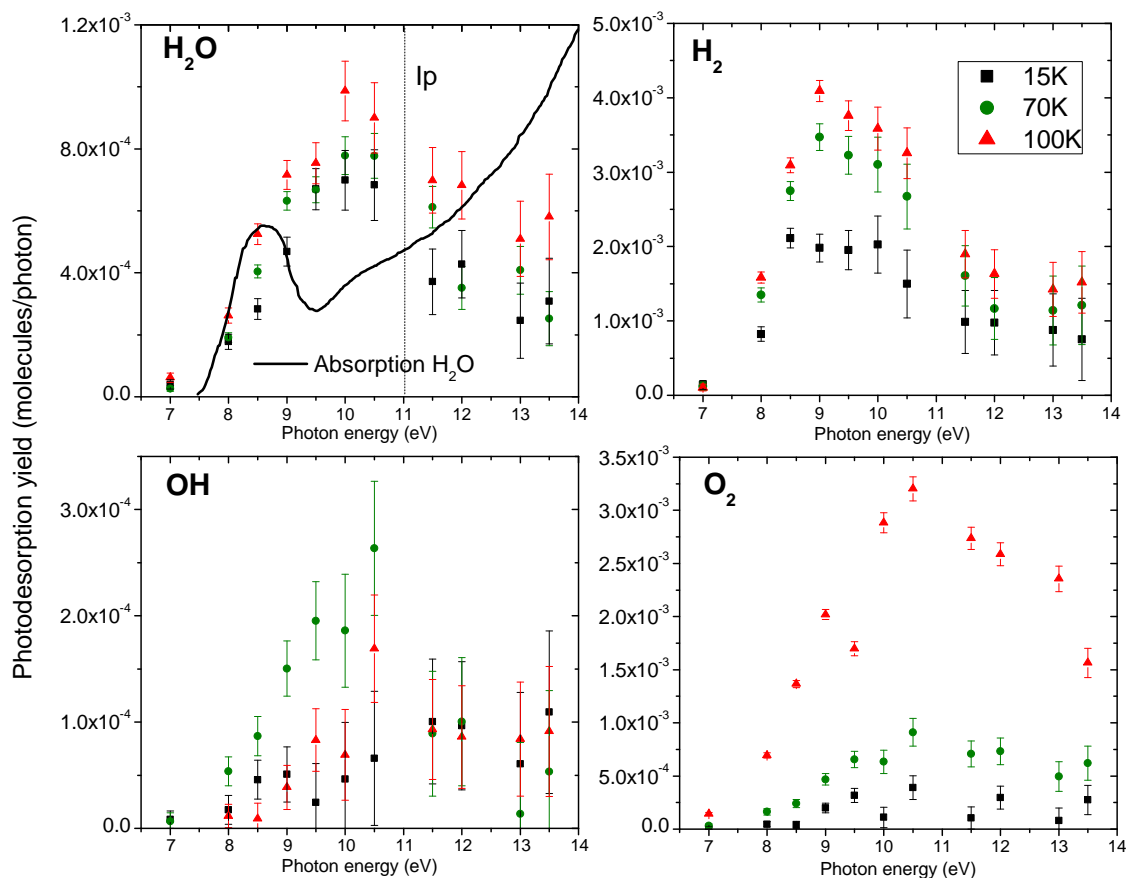 H₂O
Ip
1.2x10⁻³
8.0x10⁻⁴
4.0x10⁻⁴
0.0
Absorption H₂O
7 8 9 10 11 12 13 14
Photon energy (eV)
H₂
15K
70K
100K
5.0x10⁻³
4.0x10⁻³
3.0x10⁻³
2.0x10⁻³
1.0x10⁻³
0.0
7 8 9 10 11 12 13 14
Photon energy (eV)
Photodesorption yield (molecules/photon)
OH
3.0x10⁻⁴
2.0x10⁻⁴
1.0x10⁻⁴
0.0
7 8 9 10 11 12 13 14
Photon energy (eV)
O₂
3.5x10⁻³
3.0x10⁻³
2.5x10⁻³
2.0x10⁻³
1.5x10⁻³
1.0x10⁻³
5.0x10⁻⁴
0.0
7 8 9 10 11 12 13 14
Photon energy (eV)